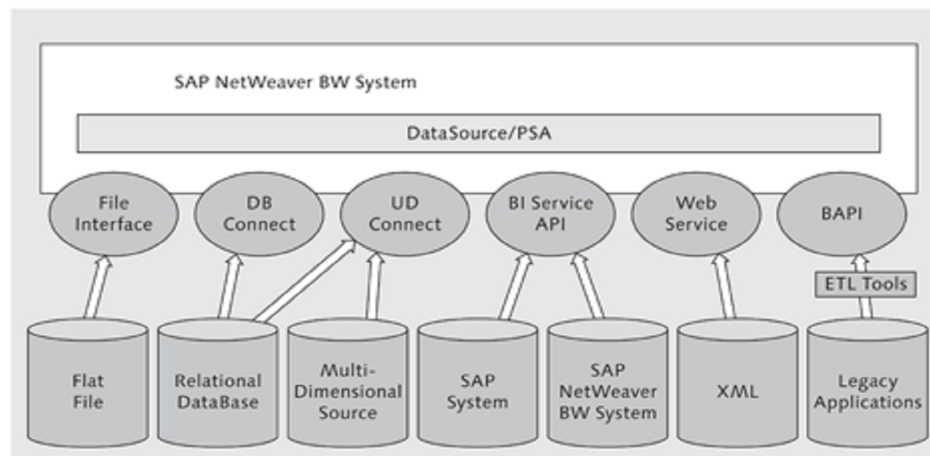 SAP NetWeaver BW System
DataSource/PSA
File
Interface
DB
Connect
UD
Connect
BI Service
API
Web
Service
BAPI
ETL Tools
Flat
File
Relational
DataBase
Multi-
Dimensional
Source
SAP
System
SAP
NetWeaver
BW System
XML
Legacy
Applications